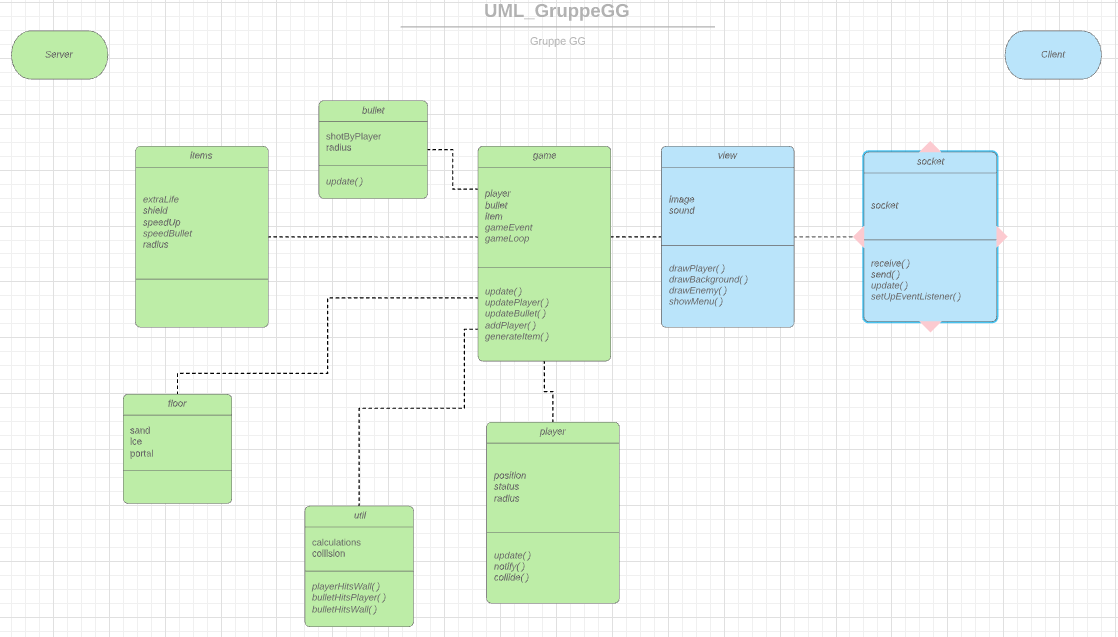 UML_GruppeGG
Gruppe GG
Server
Client
bullet
shotByPlayer
radius
update( )
items
extraLife
shield
speedUp
speedBullet
radius
game
player
bullet
item
gameEvent
gameLoop
update( )
updatePlayer( )
updateBullet( )
addPlayer( )
generateItem( )
view
image
sound
drawPlayer( )
drawBackground( )
drawEnemy( )
showMenu( )
socket
socket
receive( )
send( )
update( )
setUpEventListener( )
floor
sand
ice
portal
util
calculations
collision
playerHitsWall( )
bulletHitsPlayer( )
bulletHitsWall( )
player
position
status
radius
update( )
notify( )
collide( )